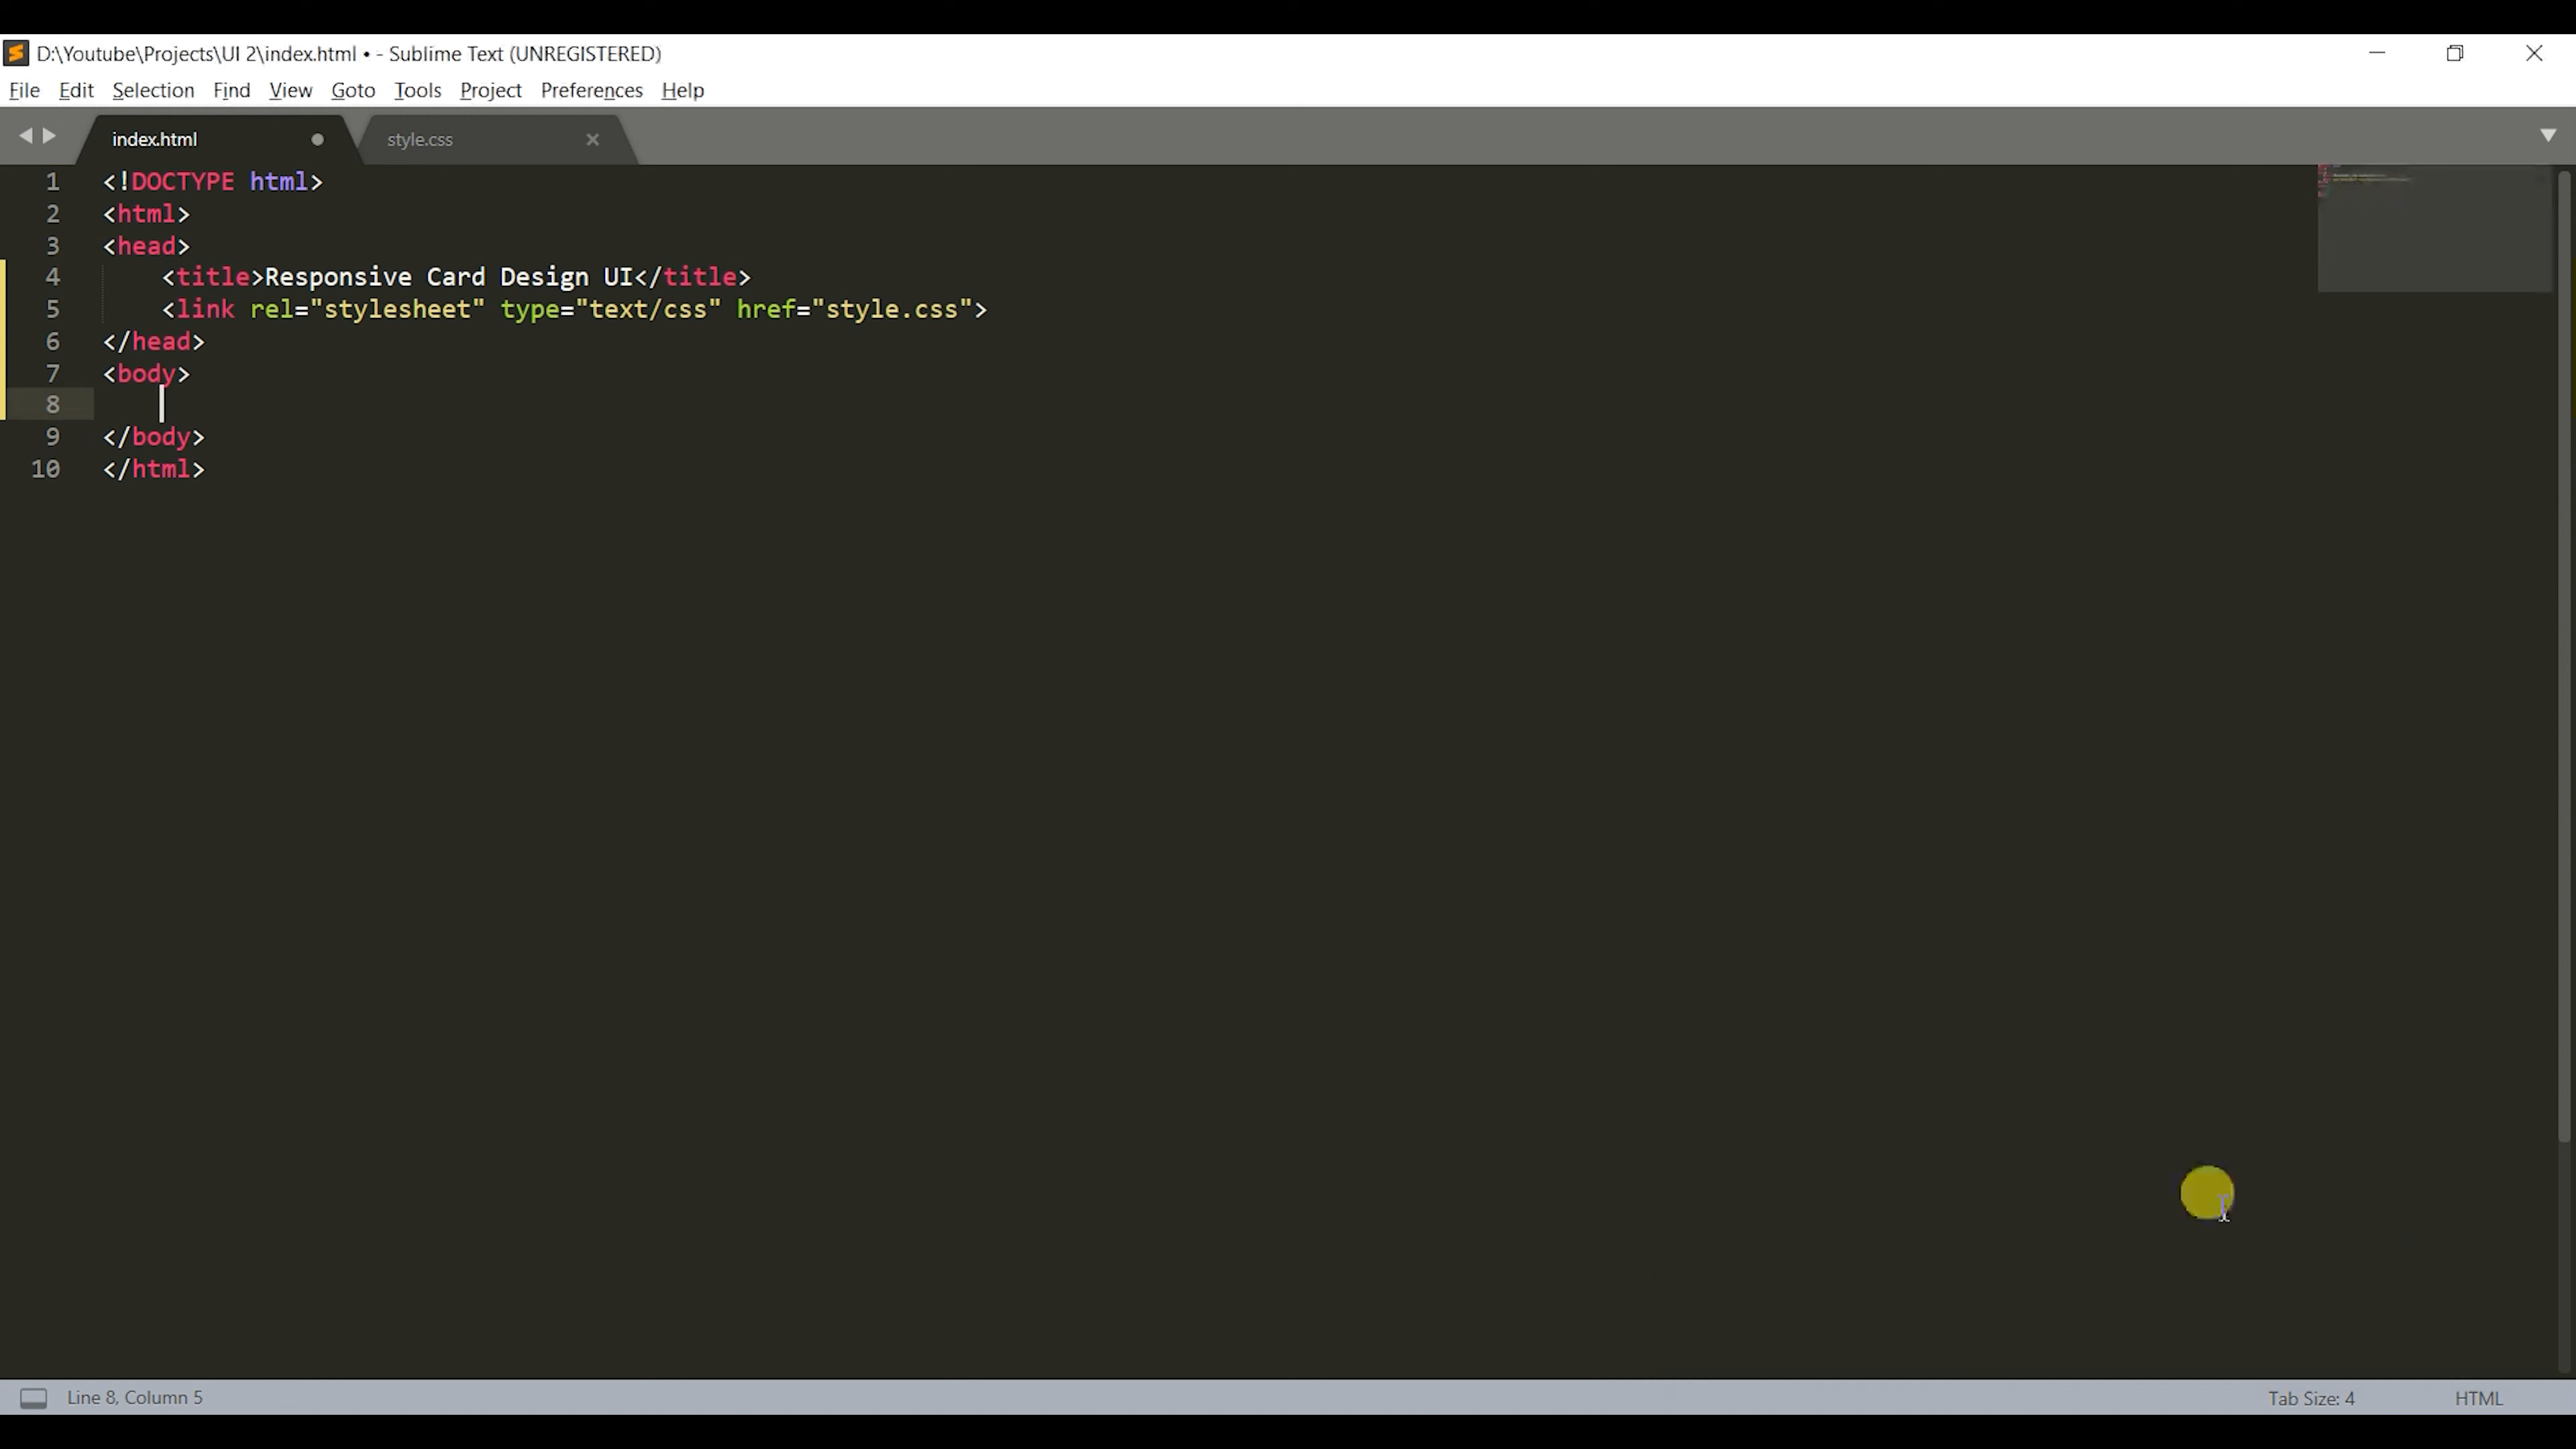 D:\Youtube\Projects\UI 2\index.html • - Sublime Text (UNREGISTERED)
File Edit Selection Find View Goto Tools Project Preferences Help
index.html style.css
1 <!DOCTYPE html>
2 <html>
3 <head>
4 <title>Responsive Card Design UI</title>
5 <link rel="stylesheet" type="text/css" href="style.css">
6 </head>
7 <body>
8
9 </body>
10 </html>
Line 8, Column 5 Tab Size: 4 HTML